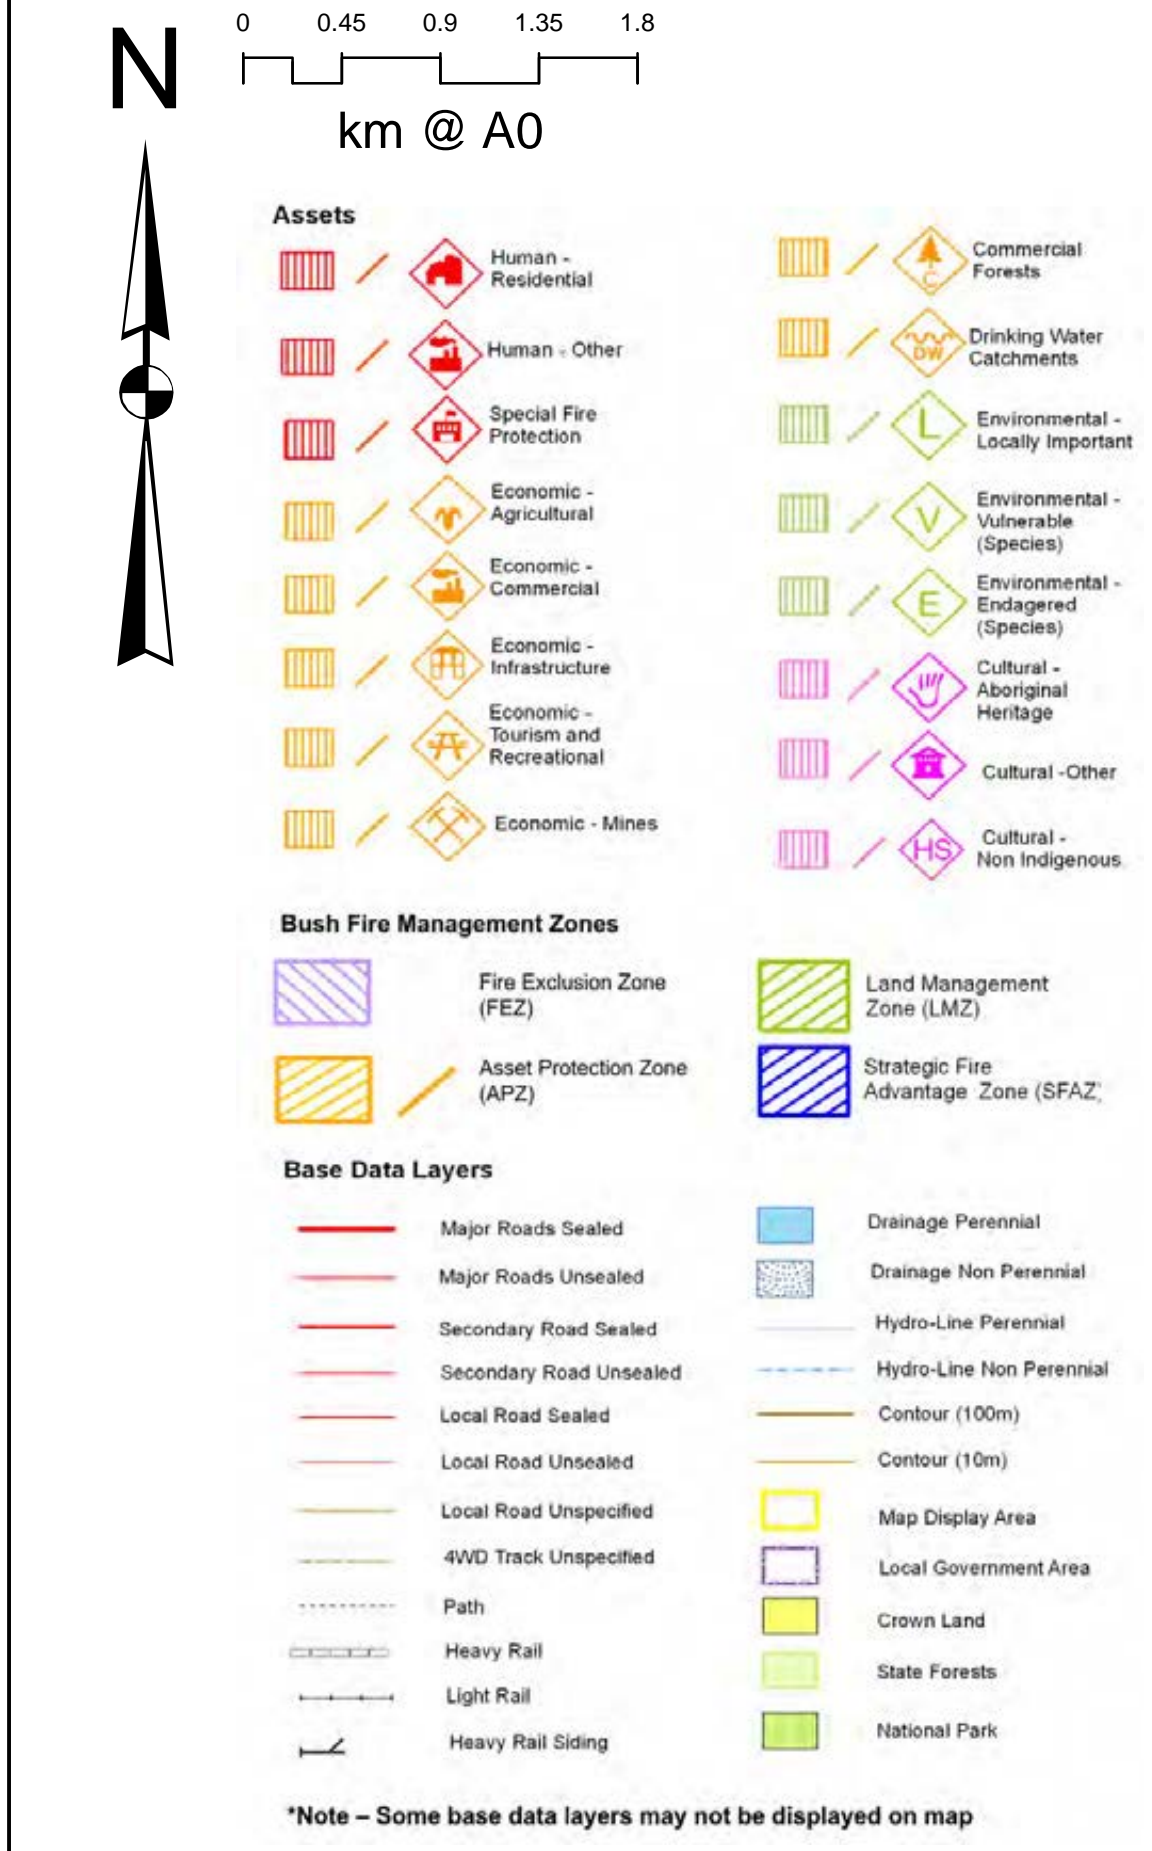 N
0 0.45 0.9 1.35 1.8
km @ A0
Assets
Human -
Residential
Human - Other
Special Fire
Protection
Economic -
Agricultural
Economic -
Commercial
Economic -
Infrastructure
Economic -
Tourism and
Recreational
Economic - Mines
C
Commercial
Forests
DW
Drinking Water
Catchments
L
Environmental -
Locally Important
V
Environmental -
Vulnerable
(Species)
E
Environmental -
Endagered
(Species)
Cultural -
Aboriginal
Heritage
Cultural -Other
HS
Cultural -
Non Indigenous
Bush Fire Management Zones
Fire Exclusion Zone
(FEZ)
Asset Protection Zone
(APZ)
Land Management
Zone (LMZ)
Strategic Fire
Advantage Zone (SFAZ)
Base Data Layers
Major Roads Sealed
Major Roads Unsealed
Secondary Road Sealed
Secondary Road Unsealed
Local Road Sealed
Local Road Unsealed
Local Road Unspecified
4WD Track Unspecified
Path
Heavy Rail
Light Rail
Heavy Rail Siding
Drainage Perennial
Drainage Non Perennial
Hydro-Line Perennial
Hydro-Line Non Perennial
Contour (100m)
Contour (10m)
Map Display Area
Local Government Area
Crown Land
State Forests
National Park
*Note – Some base data layers may not be displayed on map